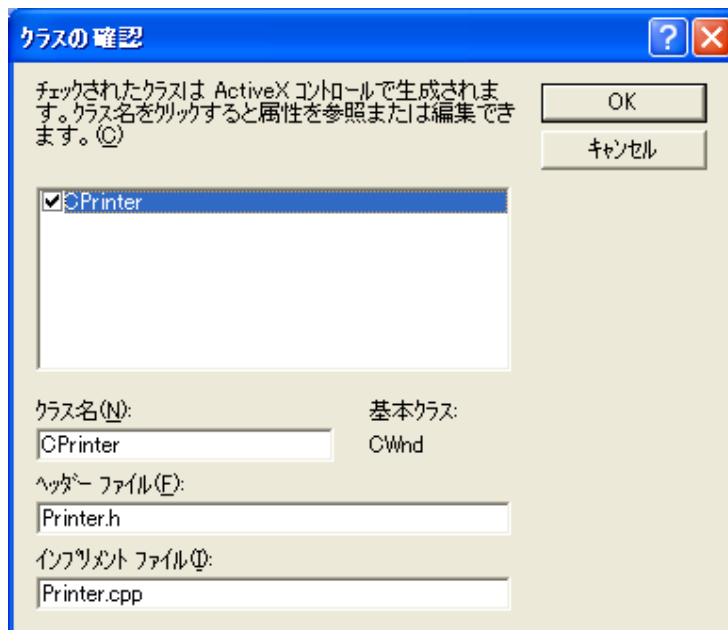 クラスの確認
チェックされたクラスは ActiveX コントロールで生成されま
す。クラス名をクリックすると属性を参照または編集でき
ます。(C)
OK
キャンセル
CPrinter
クラス名(N):
基本クラス:
CPrinter
CWnd
ヘッダー ファイル(F):
Printer.h
インプリメント ファイル(I):
Printer.cpp